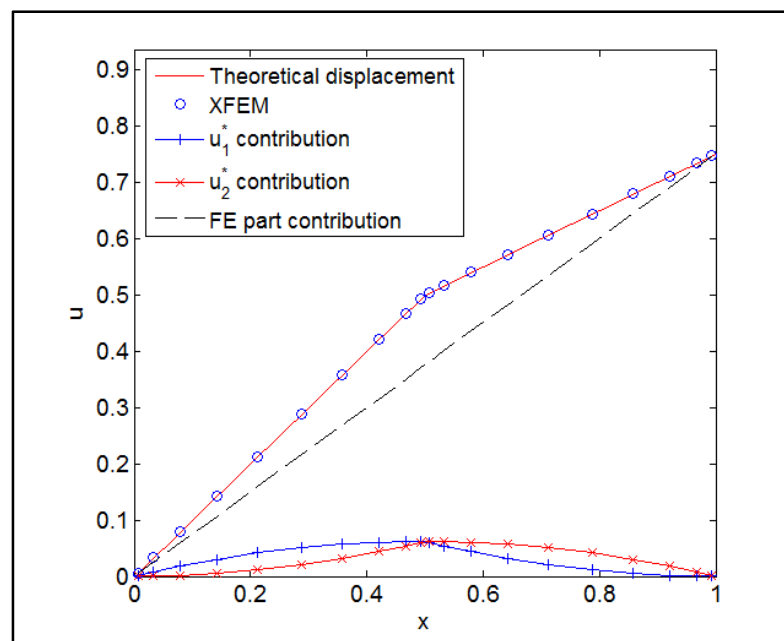 0.9
0.8
0.7
0.6
0.5
0.4
0.3
0.2
0.1
0
u
Theoretical displacement
XFEM
u₁* contribution
u₂* contribution
FE part contribution
0 0.2 0.4 0.6 0.8 1
x